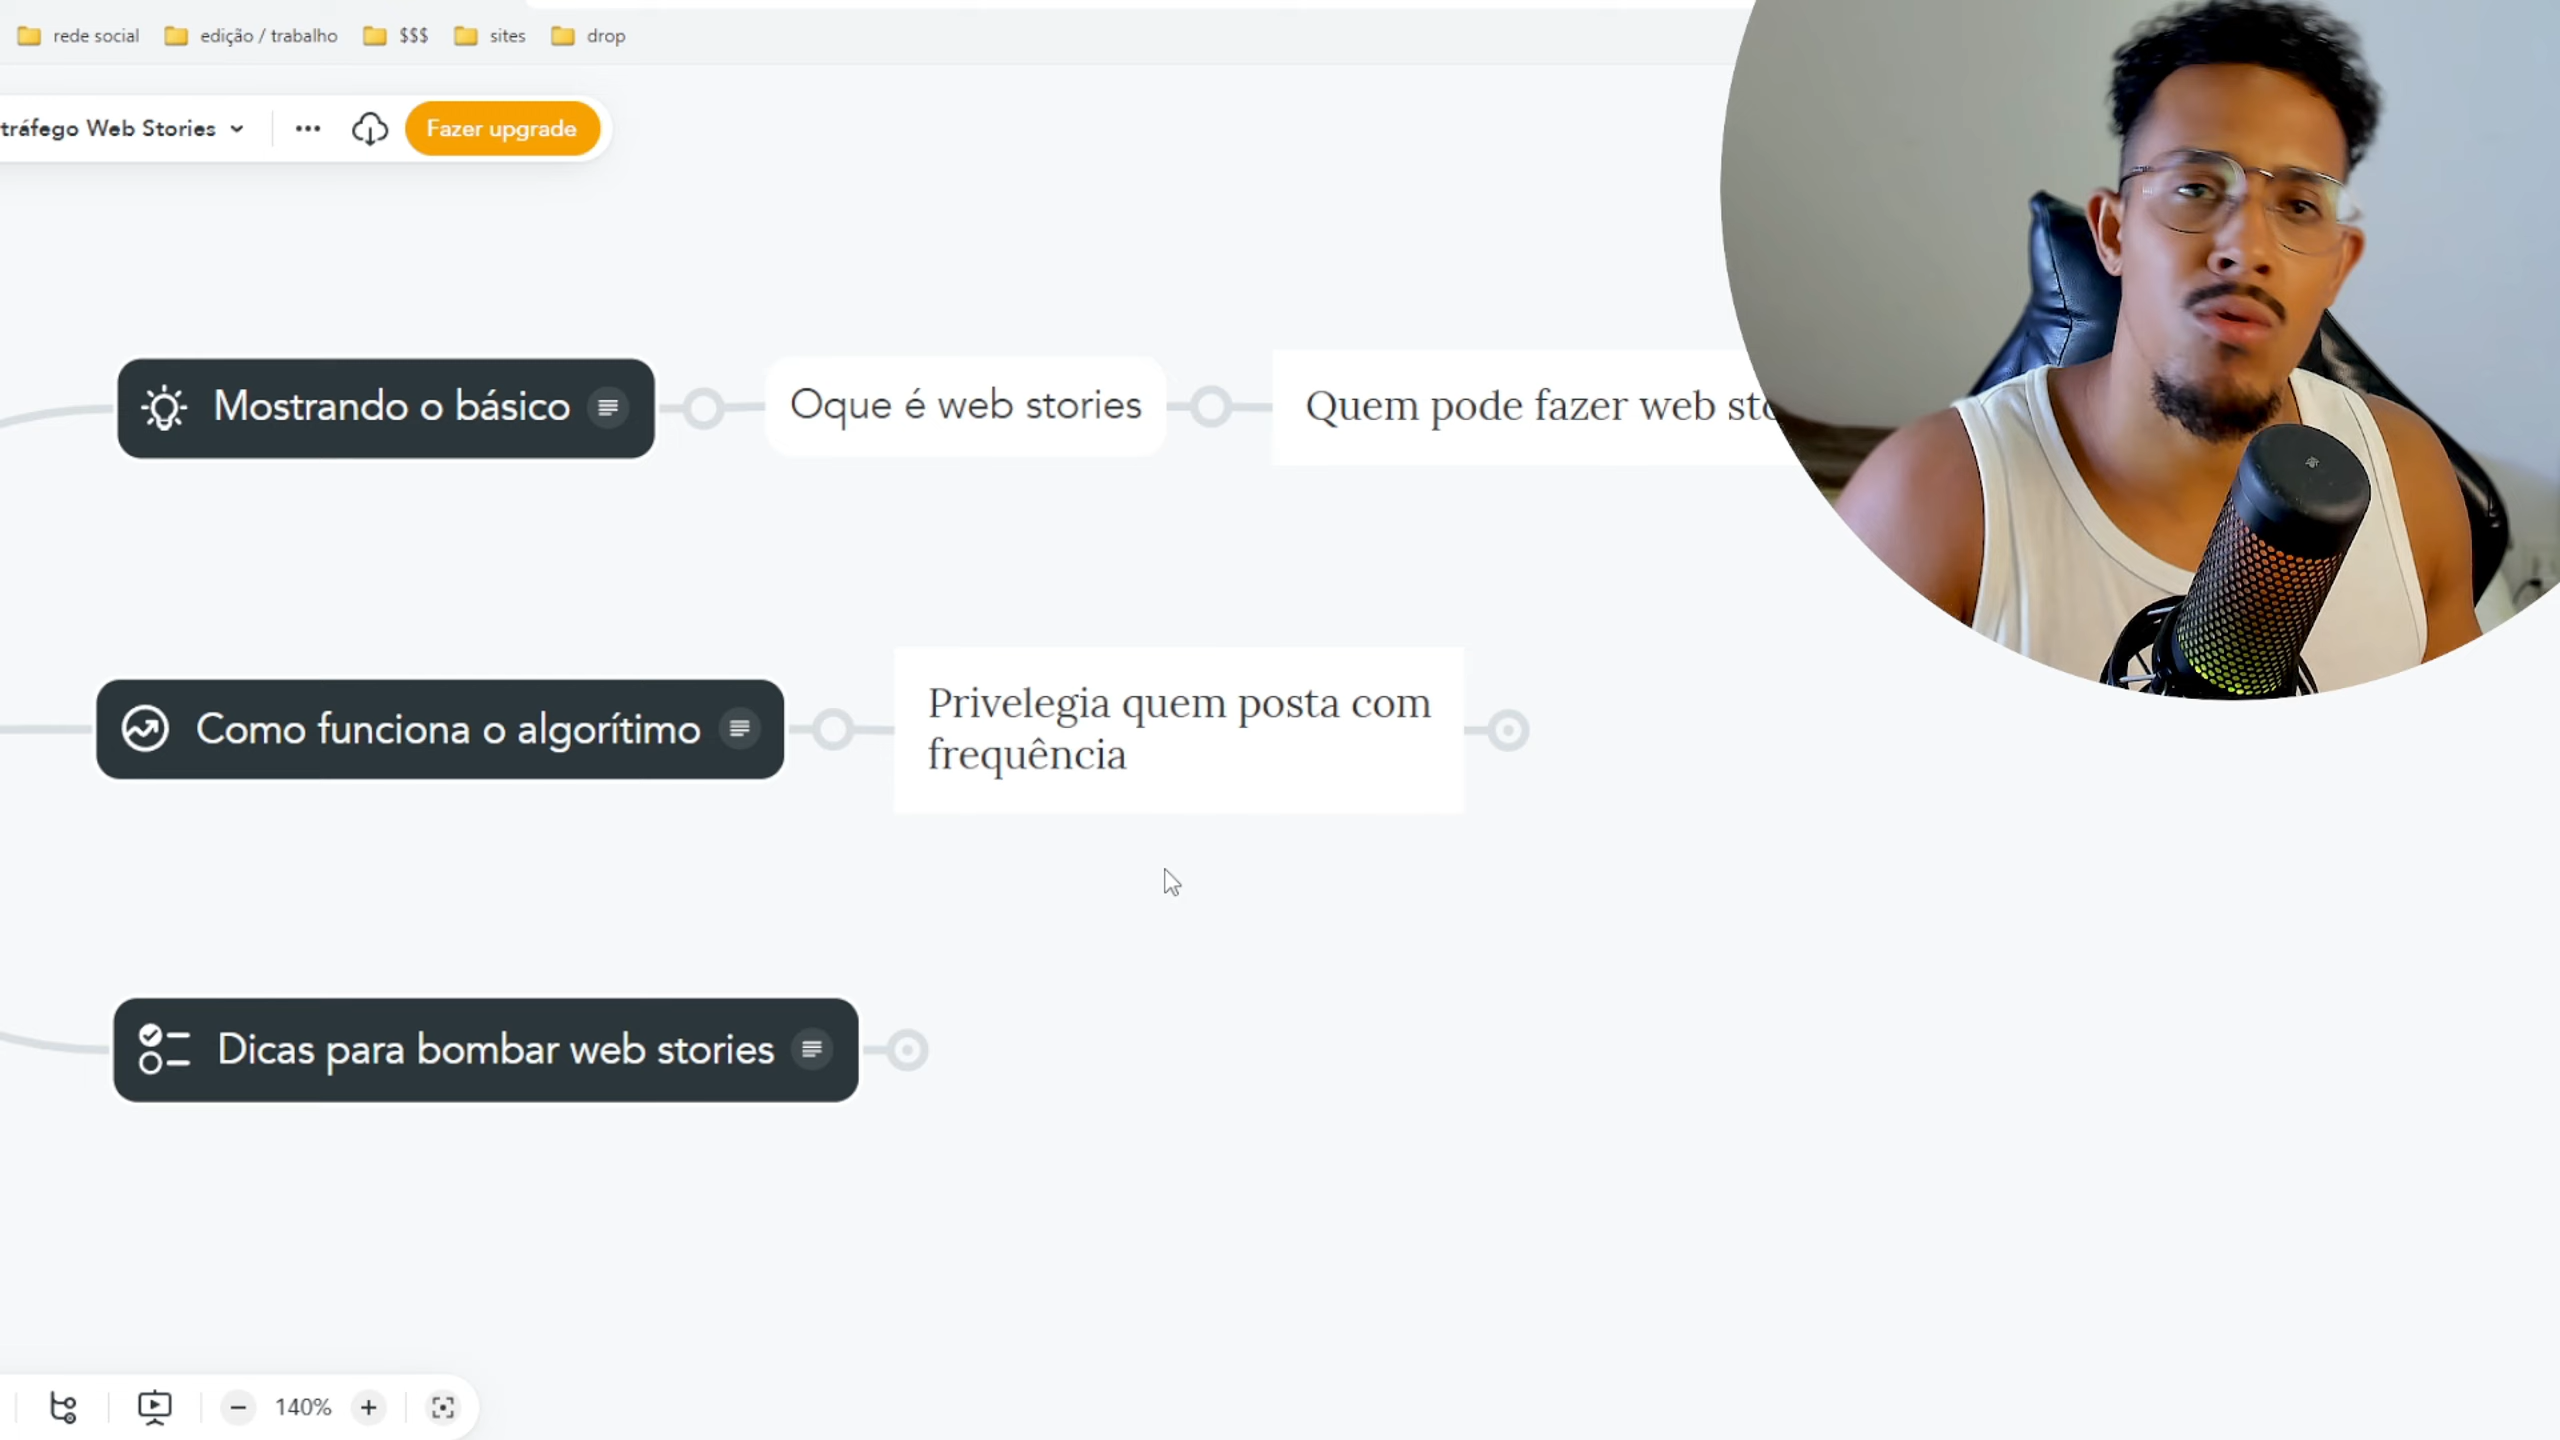 rede social
edição / trabalho
$$$
sites
drop
tráfego Web Stories
Fazer upgrade
Mostrando o básico
Oque é web stories
Quem pode fazer web
Como funciona o algorítimo
Privelegia quem posta com
frequência
Dicas para bombar web stories
140%